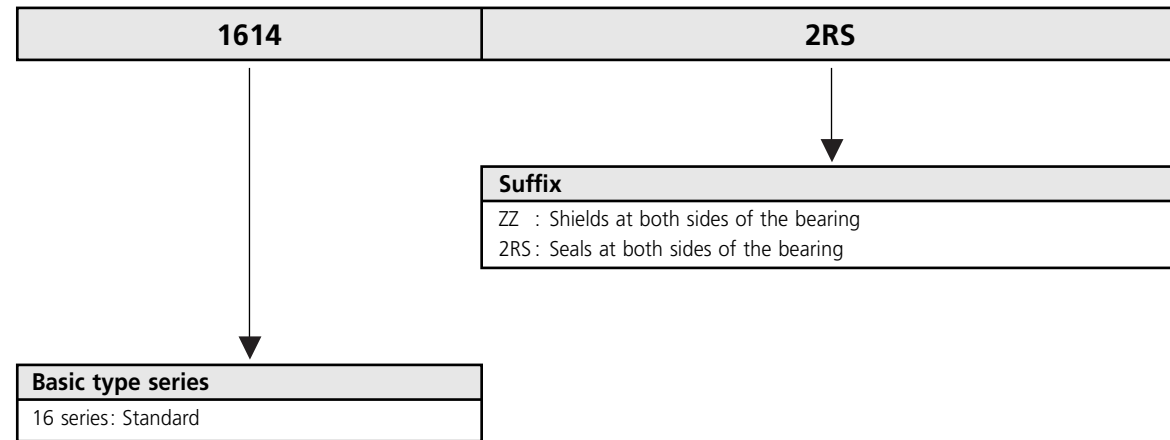 1614 2RS
Suffix
ZZ : Shields at both sides of the bearing
2RS: Seals at both sides of the bearing
Basic type series
16 series: Standard